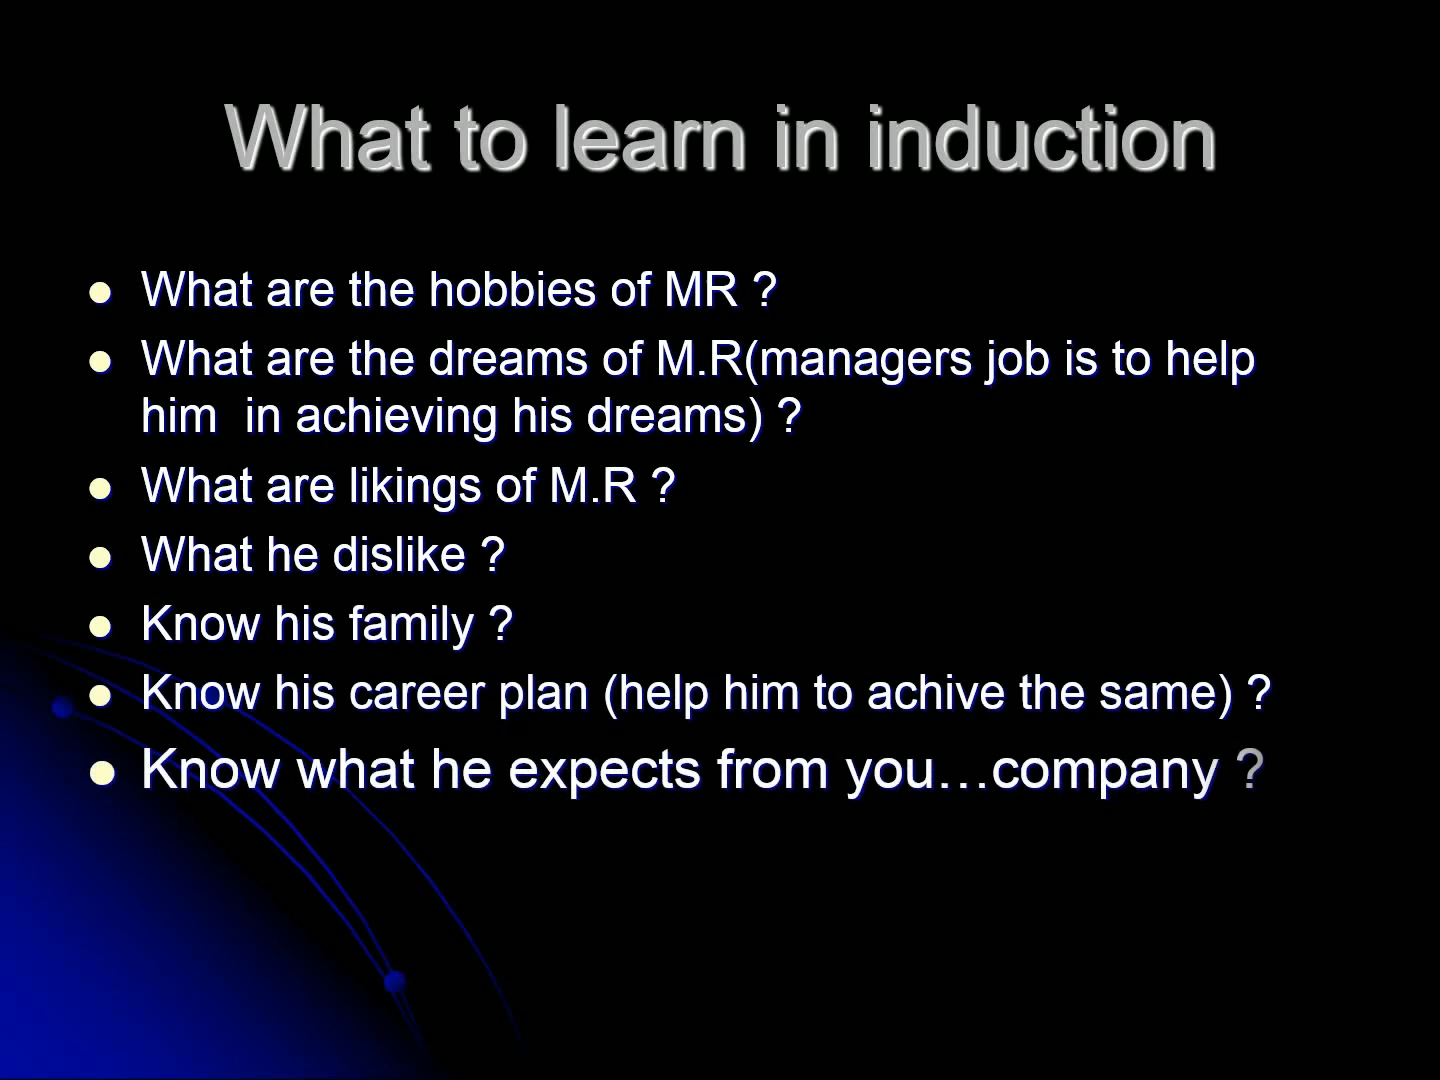 What to learn in induction
What are the hobbies of MR ?
What are the dreams of M.R(managers job is to help
him  in achieving his dreams) ?
What are likings of M.R ?
What he dislike ?
Know his family ?
Know his career plan (help him to achive the same) ?
Know what he expects from you…company ?